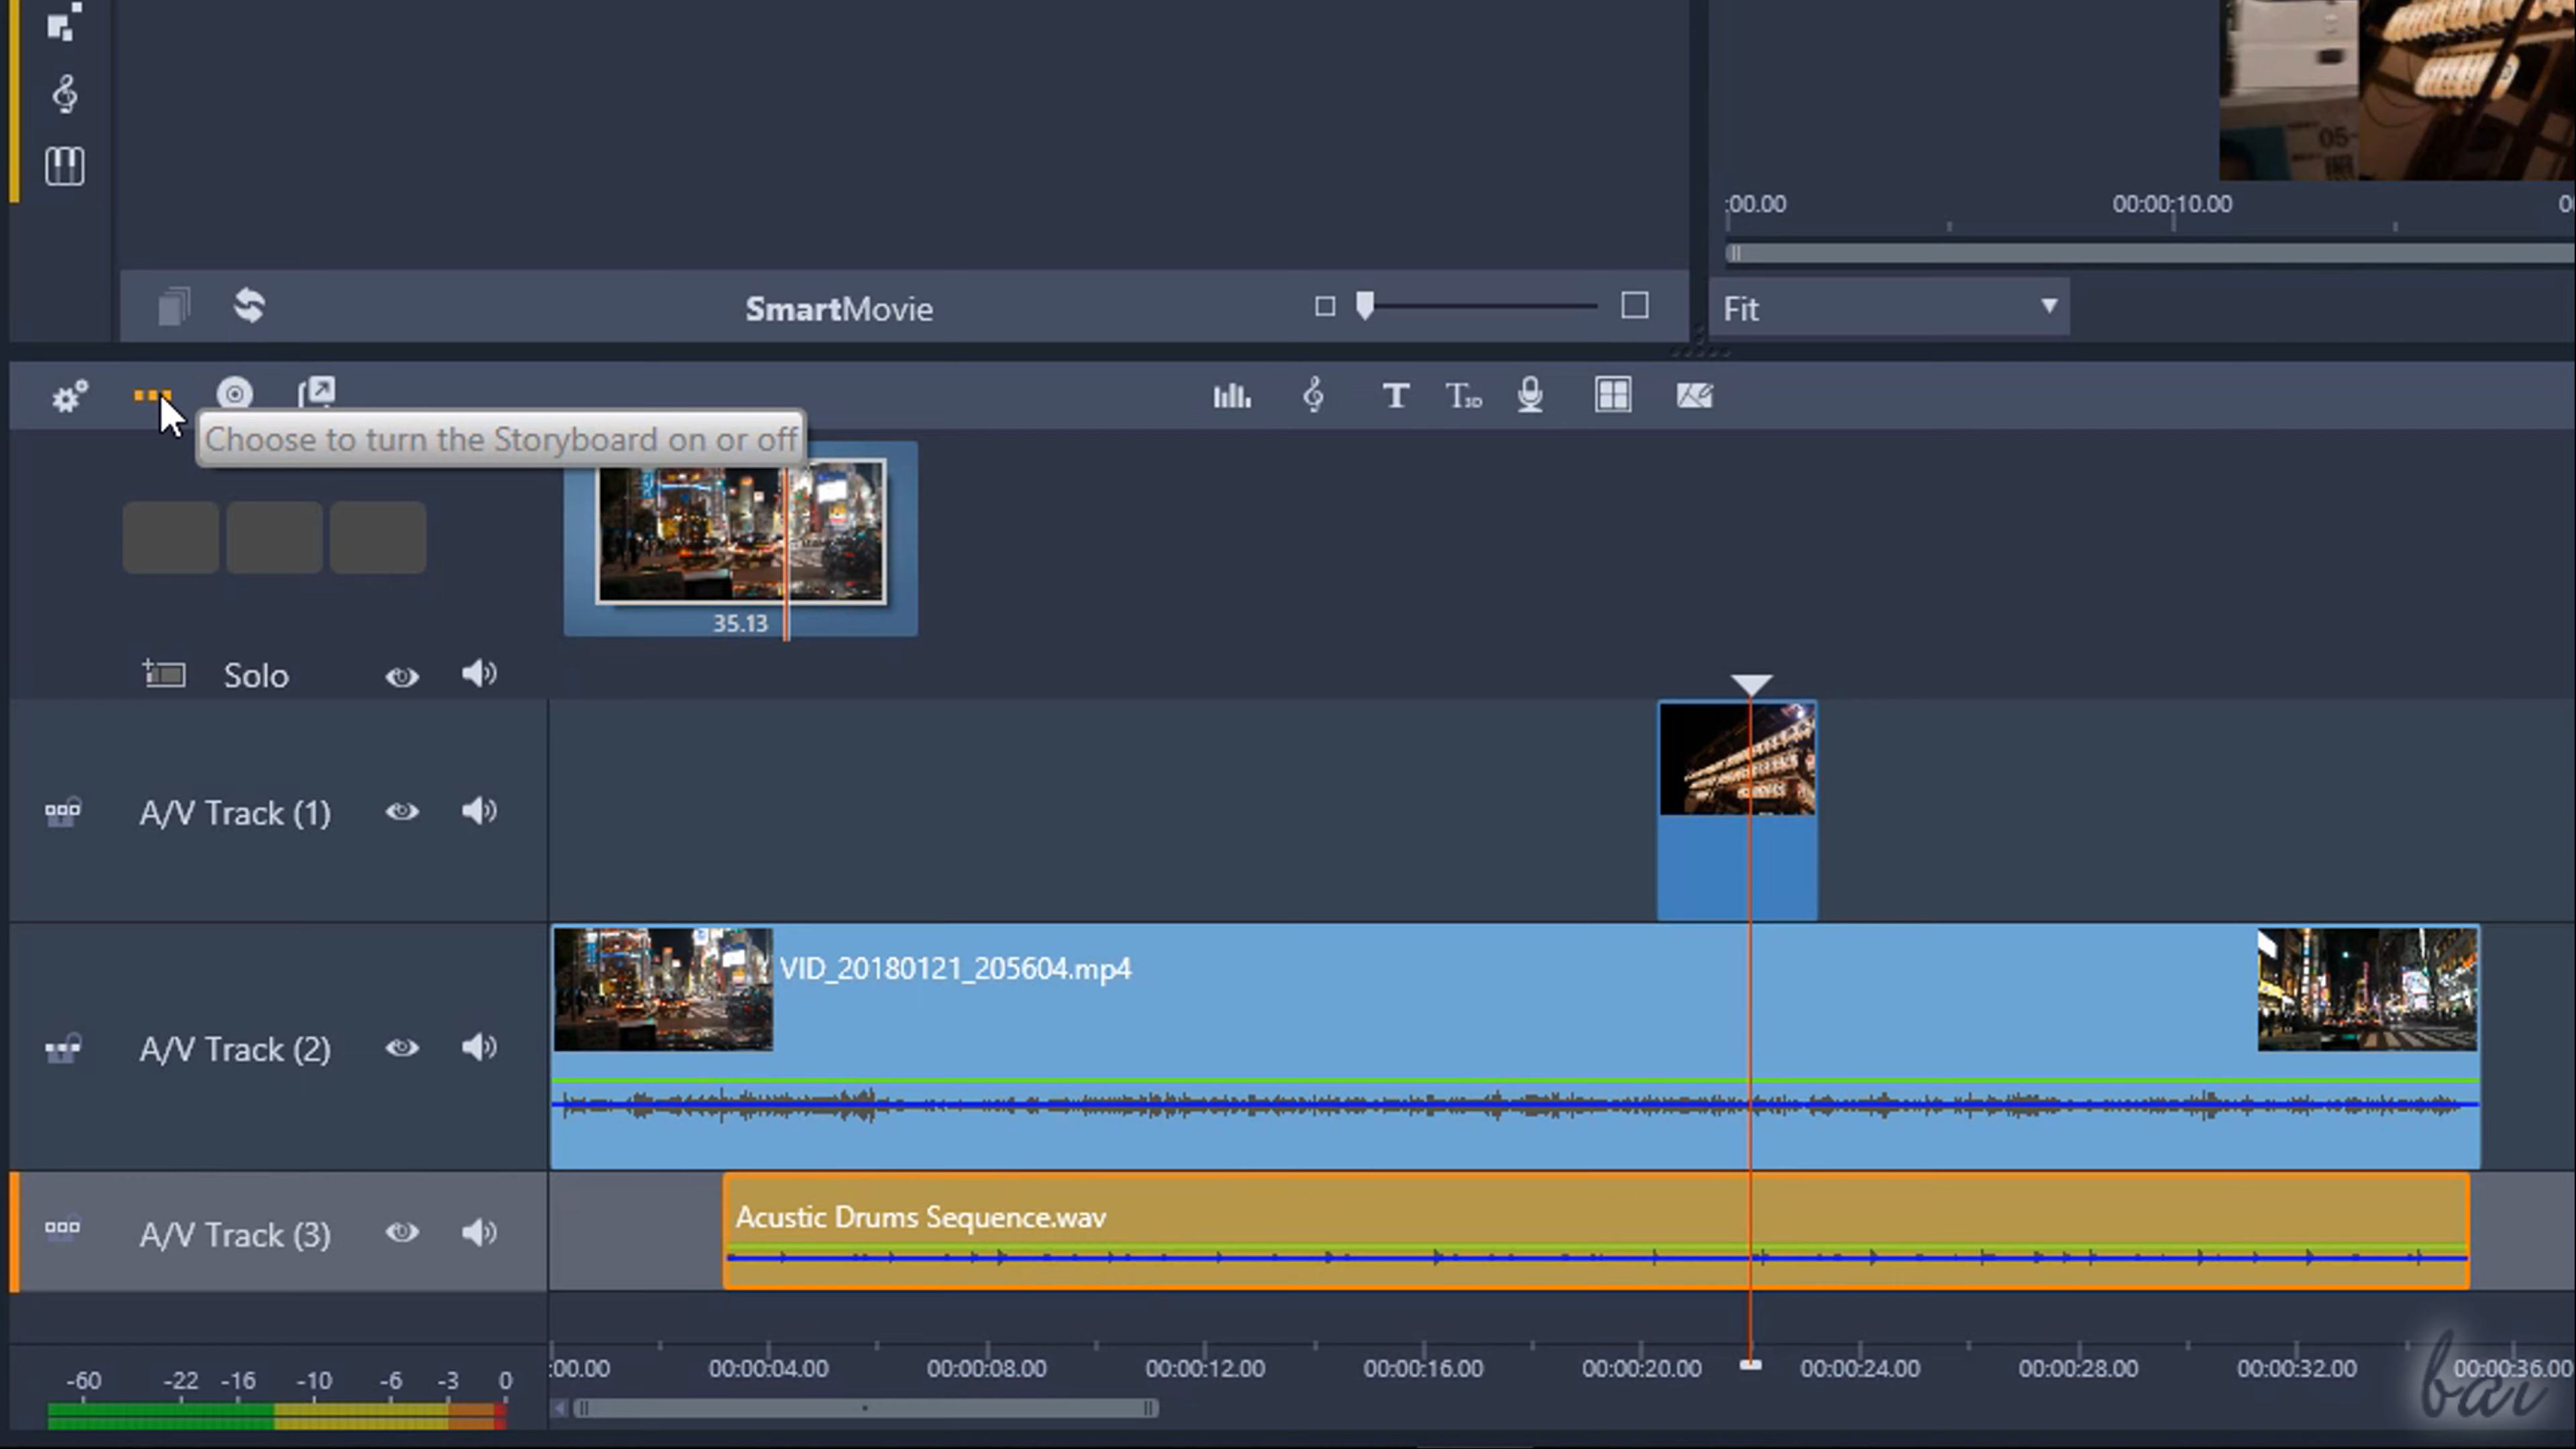 05-
:00.00 00:00:10.00
SmartMovie
Fit
T T3D
Choose to turn the Storyboard on or off
35.13
Solo
A/V Track (1)
VID_20180121_205604.mp4
A/V Track (2)
Acustic Drums Sequence.wav
A/V Track (3)
:00.00 00:00:04.00 00:00:08.00 00:00:12.00 00:00:16.00 00:00:20.00 00:00:24.00 00:00:28.00 00:00:32.00 00:00:36.00
-60 -22 -16 -10 -6 -3 0
bai